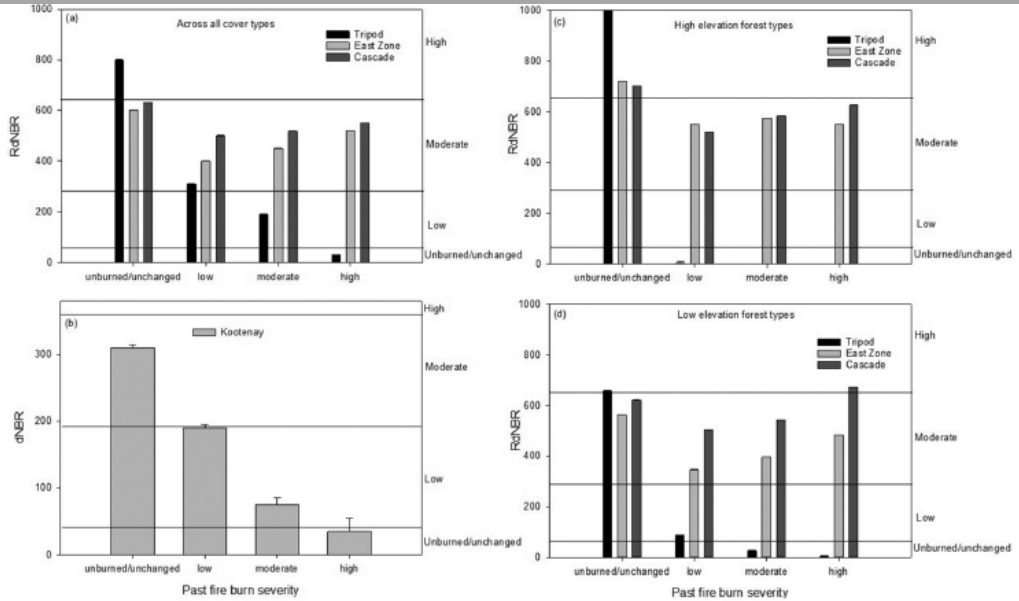 (a)
Across all cover types
Tripod
East Zone
Cascade
1000
800
600
400
200
0
RdNBR
High
Moderate
Low
Unburned/unchanged
unburned/unchanged low moderate high
(b)
Kootenay
300
200
100
0
dNBR
High
Moderate
Low
Unburned/unchanged
unburned/unchanged low moderate high
Past fire burn severity
(c)
High elevation forest types
Tripod
East Zone
Cascade
1000
800
600
400
200
0
RdNBR
High
Moderate
Low
Unburned/unchanged
unburned/unchanged low moderate high
(d)
Low elevation forest types
Tripod
East Zone
Cascade
1000
800
600
400
200
0
RdNBR
High
Moderate
Low
Unburned/unchanged
unburned/unchanged low moderate high
Past fire burn severity